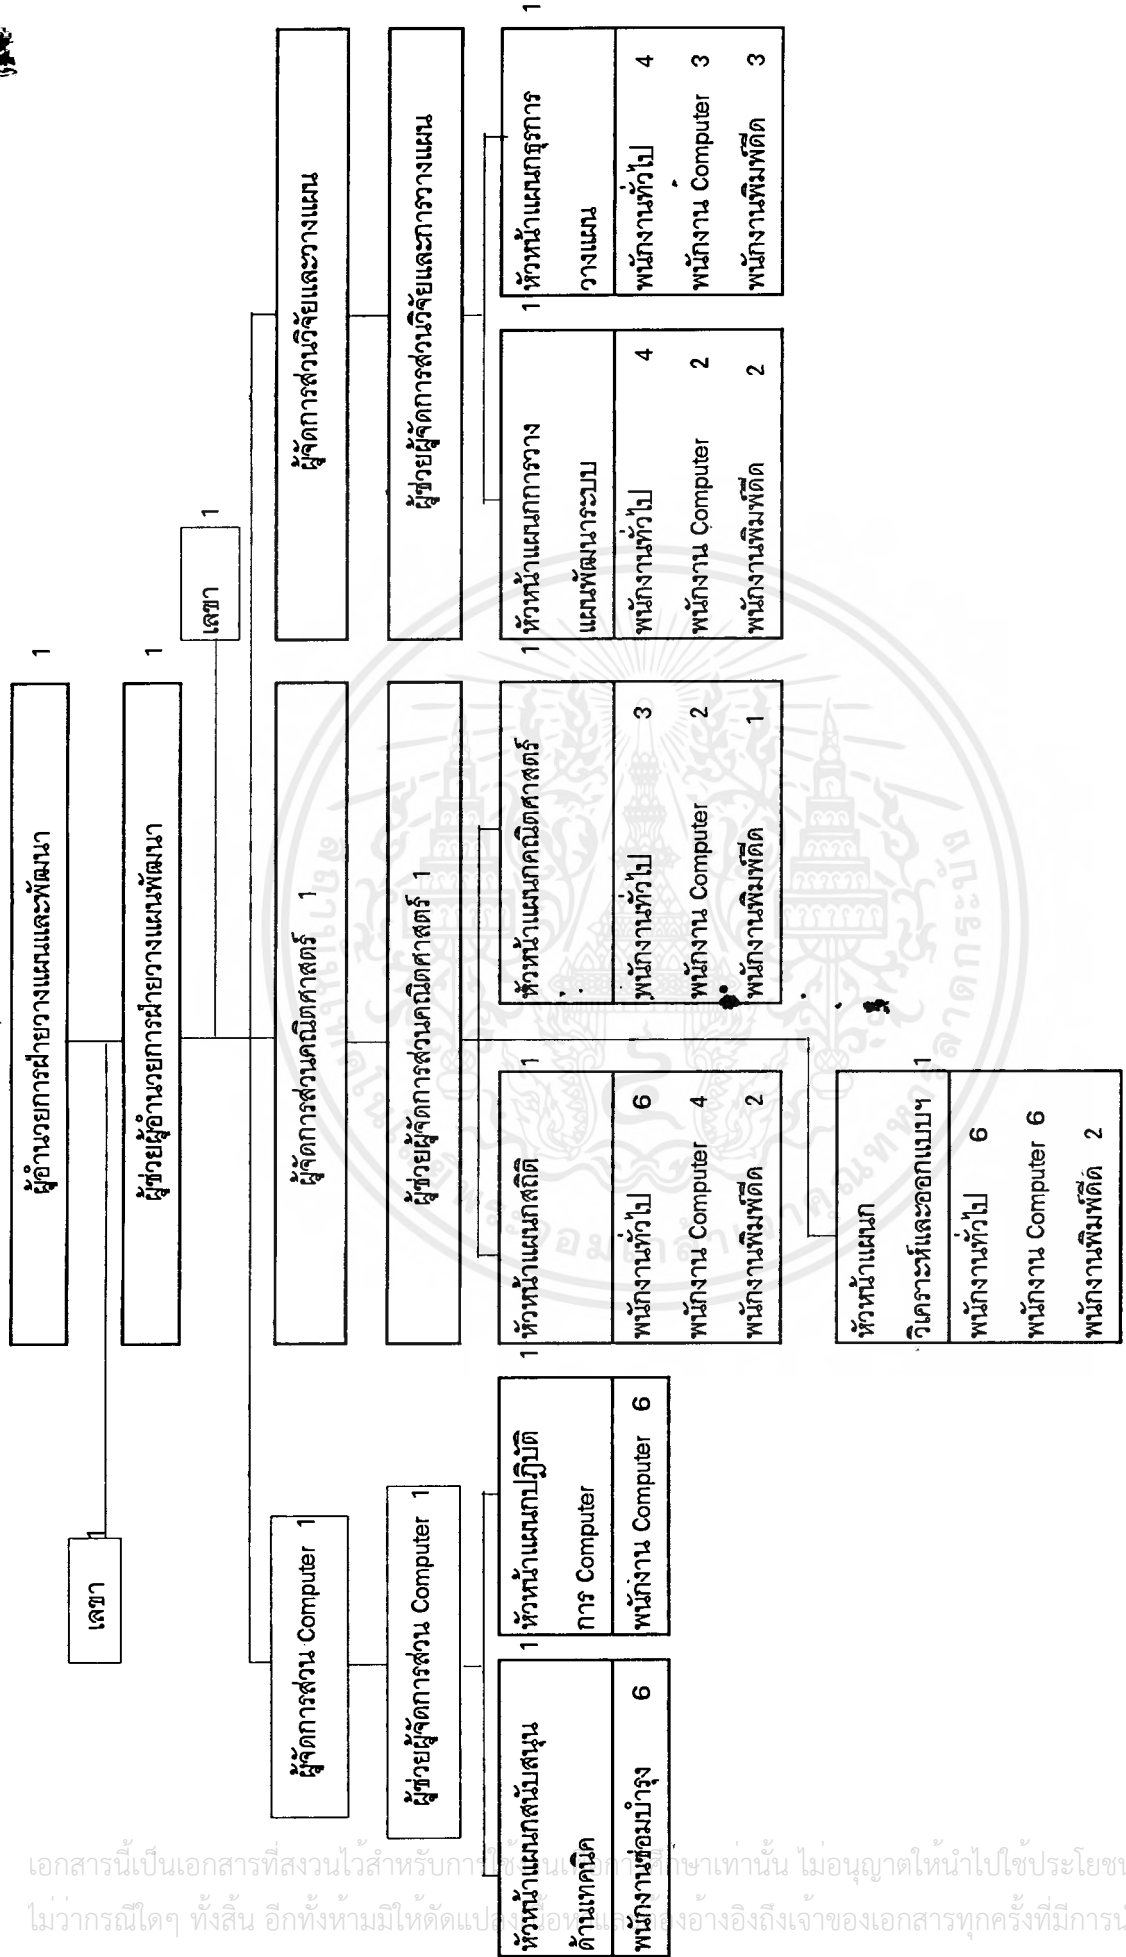 ผู้อำนวยการฝ่ายวางแผนและพัฒนา 1
เลขา 1
ผู้ช่วยผู้อำนวยการฝ่ายวางแผนพัฒนา 1
เลขา 1
ผู้จัดการส่วน Computer 1
ผู้จัดการส่วนคณิตศาสตร์ 1
ผู้จัดการส่วนวิจัยและวางแผน
ผู้ช่วยผู้จัดการส่วน Computer 1
ผู้ช่วยผู้จัดการส่วนคณิตศาสตร์ 1
ผู้ช่วยผู้จัดการส่วนวิจัยและการวางแผน
หัวหน้าแผนกสนับสนุน 1
ด้านเทคนิค
พนักงานซ่อมบำรุง 6
หัวหน้าแผนกปฏิบัติ 1
การ Computer
พนักงาน Computer 6
หัวหน้าแผนกสถิติ 1
พนักงานทั่วไป 6
พนักงาน Computer 4
พนักงานพิมพ์ดีด 2
หัวหน้าแผนกคณิตศาสตร์ 1
พนักงานทั่วไป 3
พนักงาน Computer 2
พนักงานพิมพ์ดีด 1
หัวหน้าแผนกการวาง 1
แผนพัฒนาระบบ
พนักงานทั่วไป 4
พนักงาน Computer 2
พนักงานพิมพ์ดีด 2
หัวหน้าแผนกธุรการ 1
วางแผน
พนักงานทั่วไป 4
พนักงาน Computer 3
พนักงานพิมพ์ดีด 3
หัวหน้าแผนก
วิเคราะห์และออกแบบฯ 1
พนักงานทั่วไป 6
พนักงาน Computer 6
พนักงานพิมพ์ดีด 2
เอกสารนี้เป็นเอกสารที่สงวนไว้สำหรับการใช้งานเพื่อการศึกษาเท่านั้น ไม่อนุญาตให้นำไปใช้ประโยชน์
ไม่ว่ากรณีใดๆ ทั้งสิ้น อีกทั้งห้ามมิให้ดัดแปลงเนื้อหาและต้องอ้างอิงถึงเจ้าของเอกสารทุกครั้งที่มีการนำ